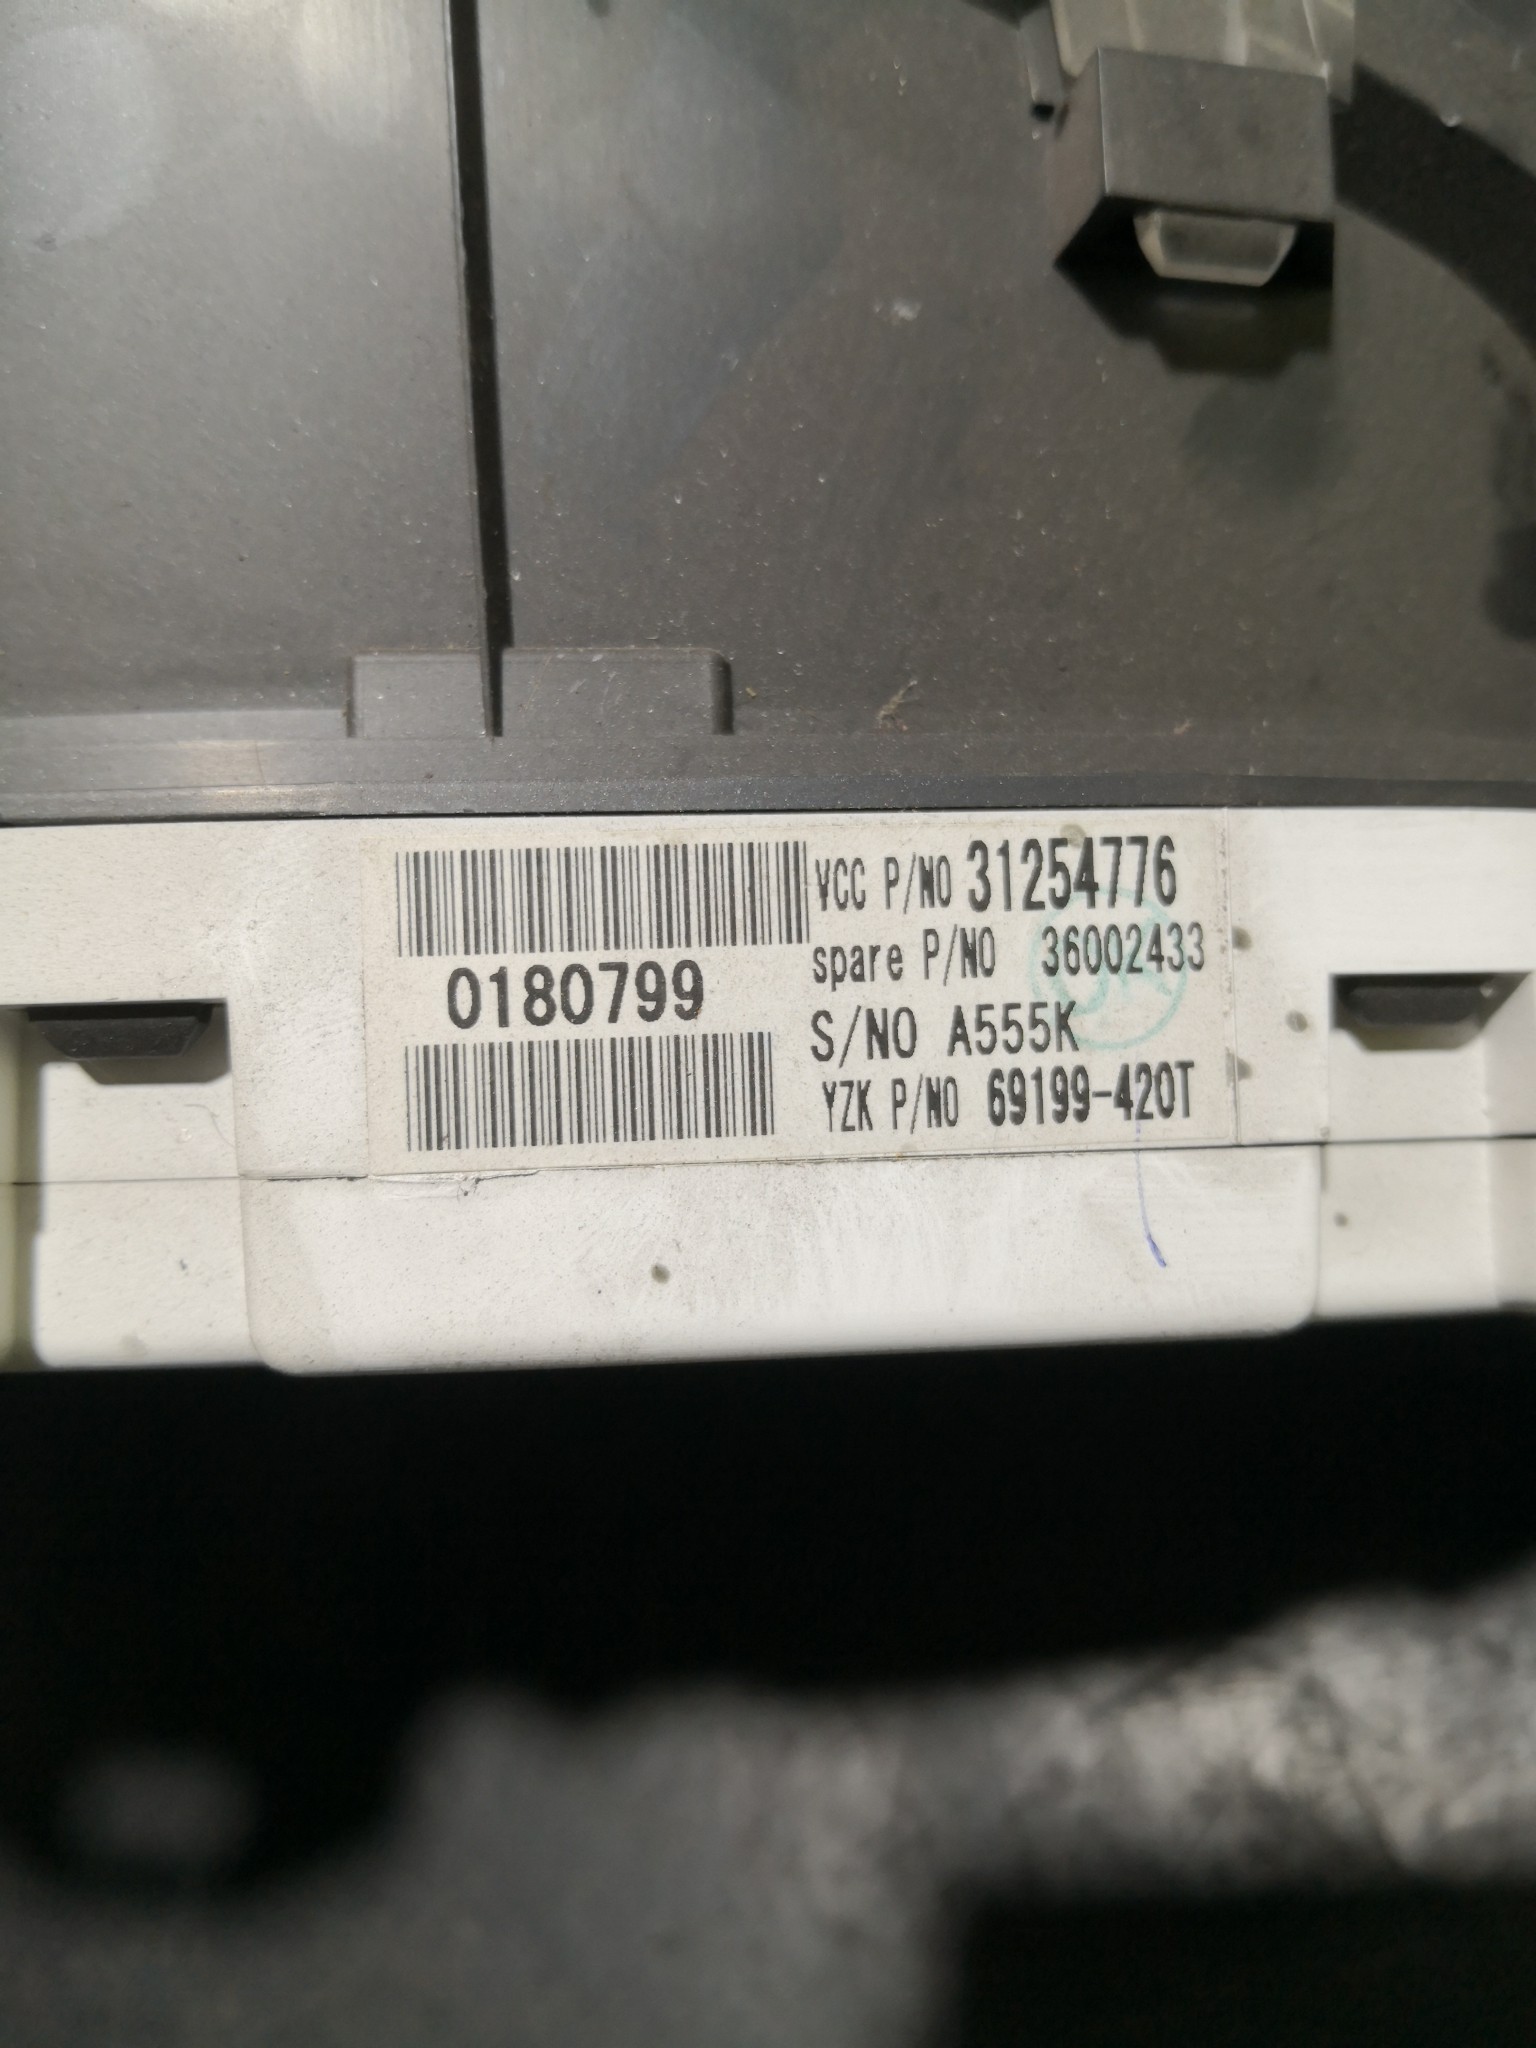 VCC P/NO 31254776
spare P/NO 36002433
0180799
S/NO A555K
YZK P/NO 69199-420T